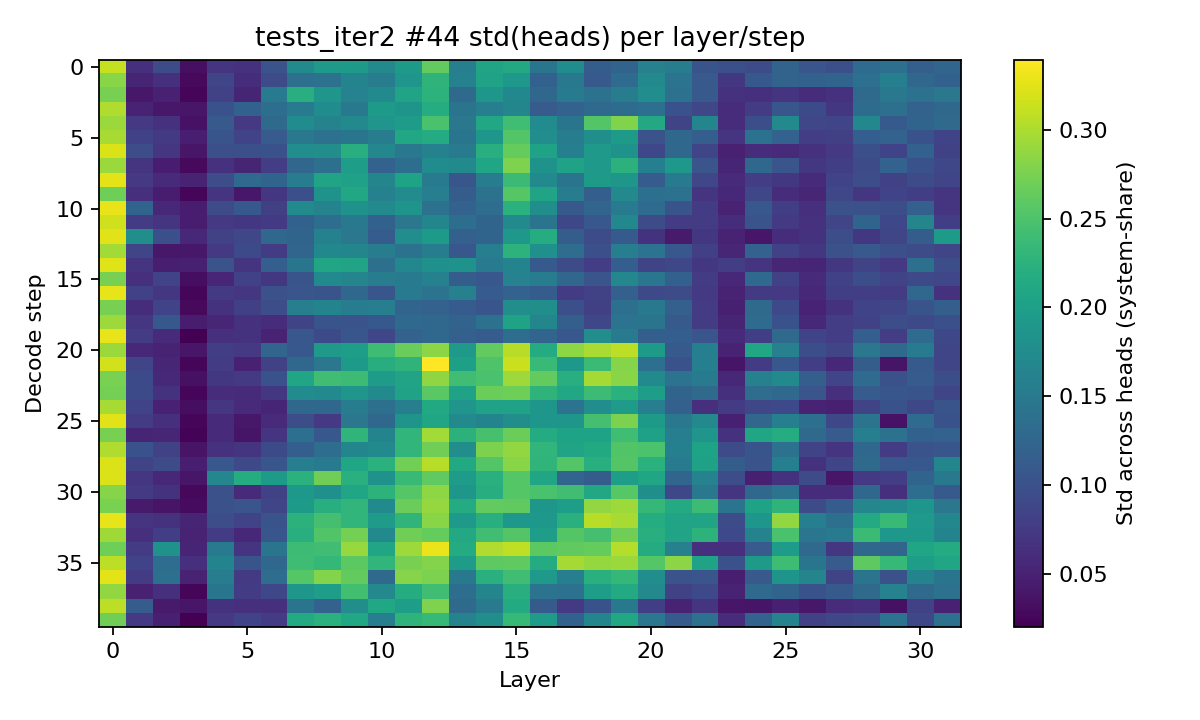 tests_iter2 #44 std(heads) per layer/step
0
5
10
15
20
25
30
35
Decode step
0 5 10 15 20 25 30
Layer
0.30
0.25
0.20
0.15
0.10
0.05
Std across heads (system-share)